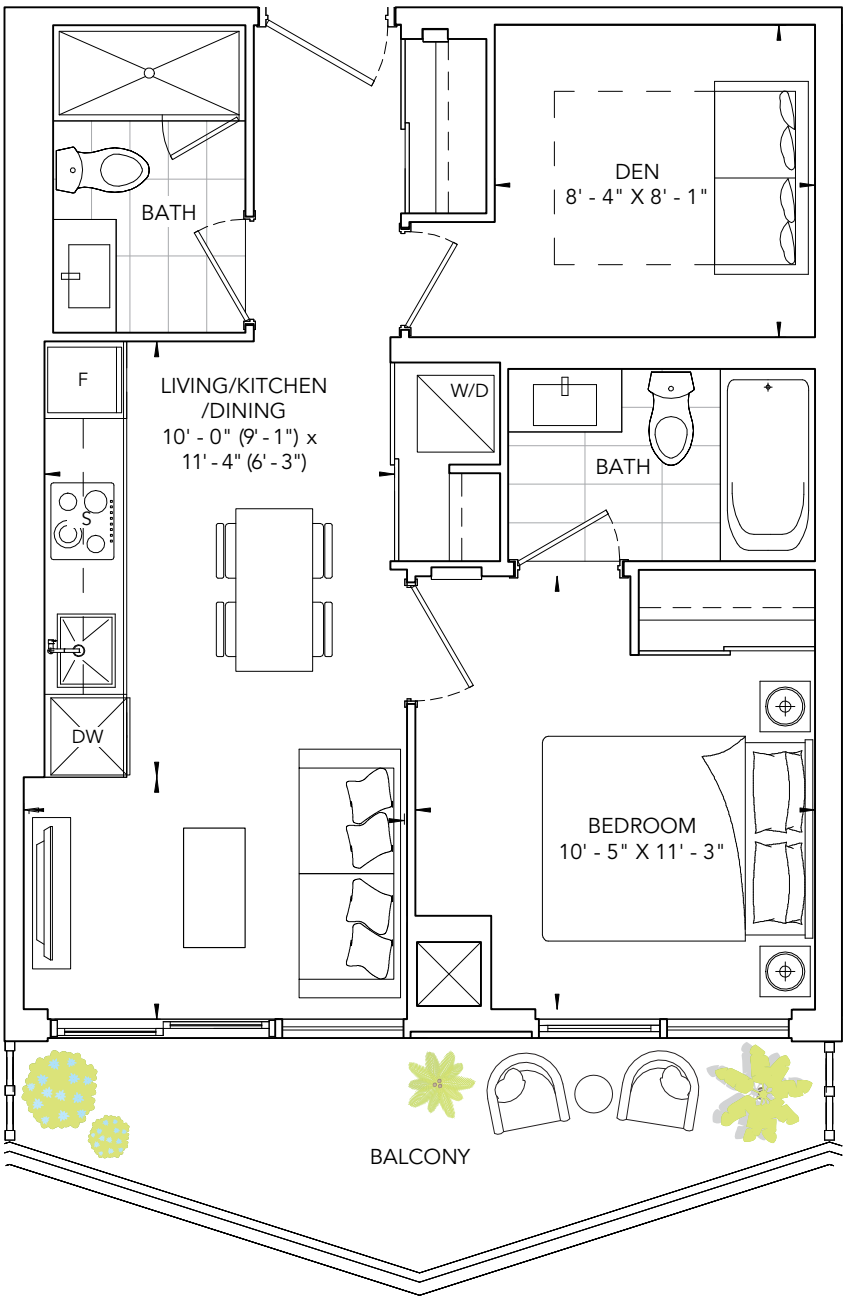 DEN
8' - 4" X 8' - 1"
BATH
F
LIVING/KITCHEN
/DINING
10' - 0" (9' - 1") x
11' - 4" (6' - 3")
W/D
BATH
S
DW
BEDROOM
10' - 5" X 11' - 3"
BALCONY